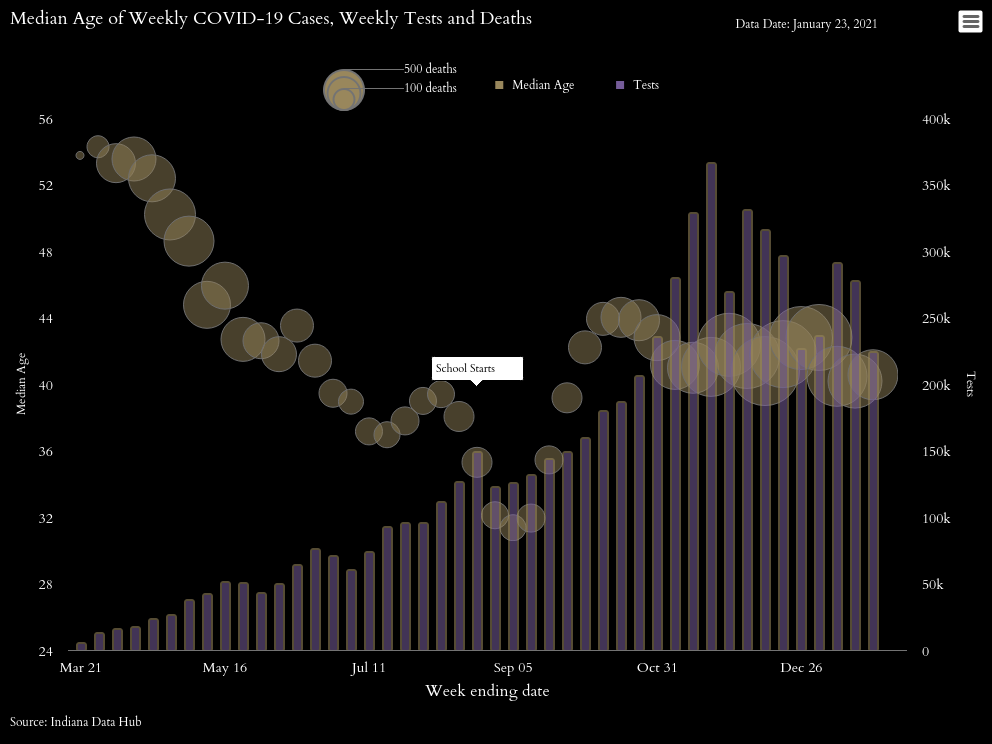 Median Age of Weekly COVID-19 Cases, Weekly Tests and Deaths
Data Date: January 23, 2021
500 deaths
100 deaths
Median Age
Tests
56
52
48
44
40
36
32
28
24
400k
350k
300k
250k
200k
150k
100k
50k
0
Median Age
Tests
School Starts
Mar 21
May 16
Jul 11
Sep 05
Oct 31
Dec 26
Week ending date
Source: Indiana Data Hub